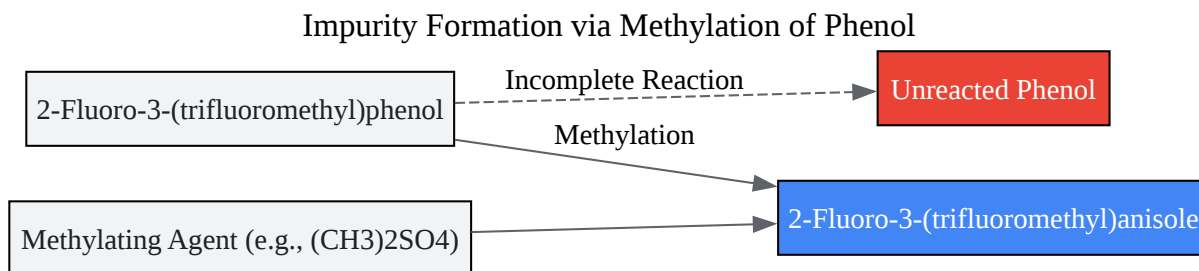 Impurity Formation via Methylation of Phenol
2-Fluoro-3-(trifluoromethyl)phenol
Incomplete Reaction
Unreacted Phenol
Methylation
Methylating Agent (e.g., (CH3)2SO4)
2-Fluoro-3-(trifluoromethyl)anisole